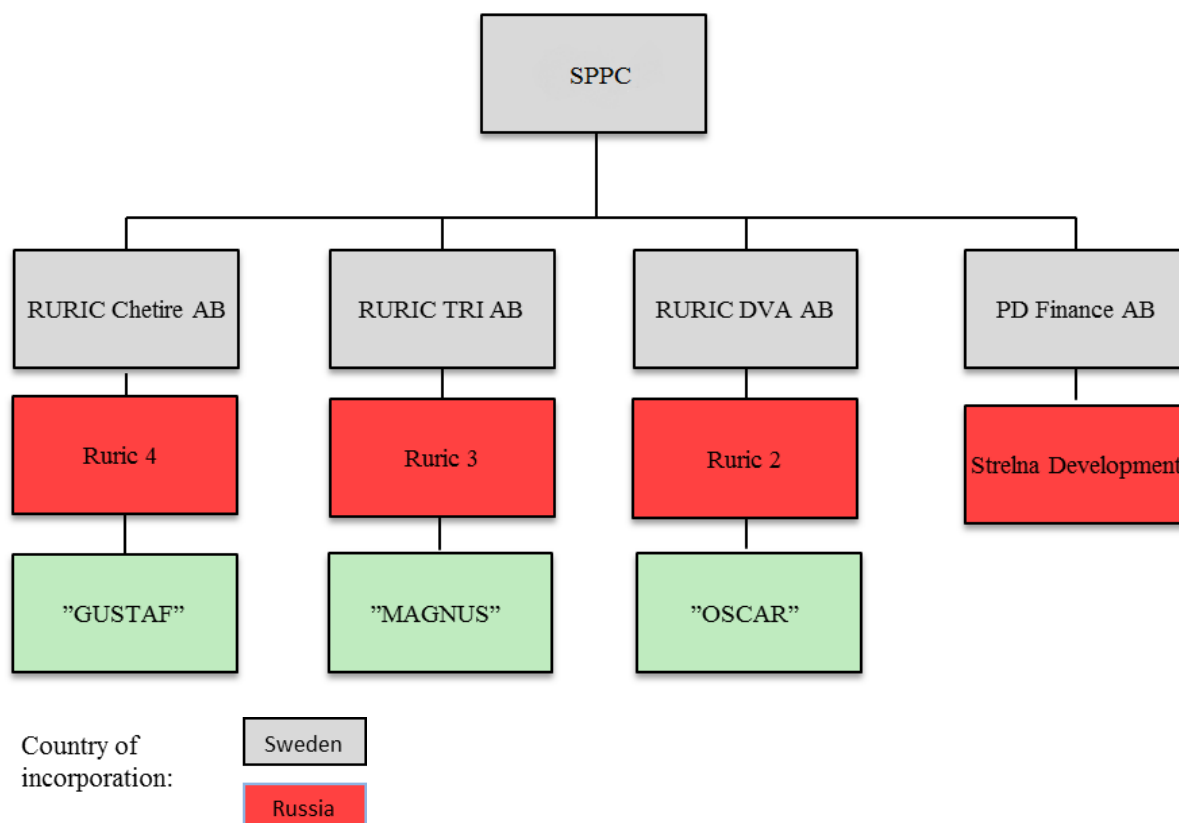 SPPC
RURIC Chetire AB
RURIC TRI AB
RURIC DVA AB
PD Finance AB
Ruric 4
Ruric 3
Ruric 2
Strelna Development
”GUSTAF”
”MAGNUS”
”OSCAR”
Country of
incorporation:
Sweden
Russia